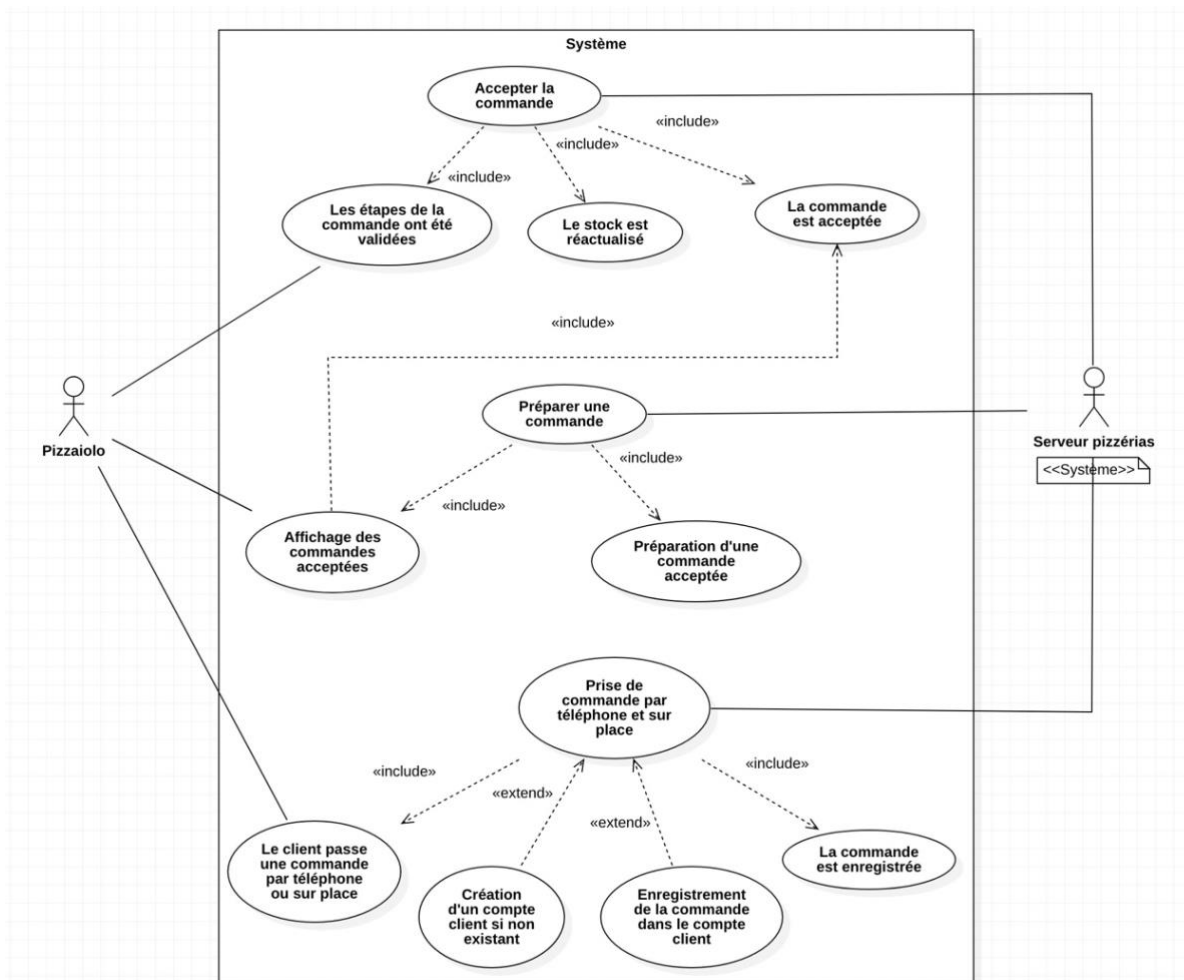 Système
Accepter la
commande
«include»
«include»
«include»
Les étapes de la
commande ont été
validées
Le stock est
réactualisé
La commande
est acceptée
«include»
Pizzaiolo
Préparer une
commande
Serveur pizzérias
<<Système>>
«include»
«include»
Affichage des
commandes
acceptées
Préparation d'une
commande
acceptée
Prise de
commande par
téléphone et sur
place
«include»
«extend»
«extend»
«include»
Le client passe
une commande
par téléphone
ou sur place
Création
d'un compte
client si non
existant
Enregistrement
de la commande
dans le compte
client
La commande
est enregistrée